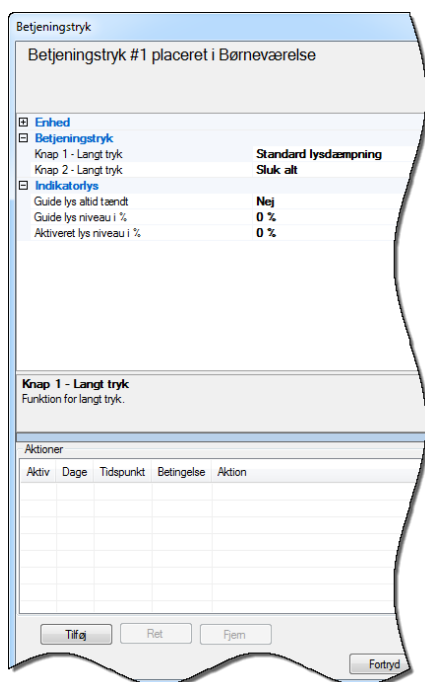 Betjeningstryk
Betjeningstryk #1 placeret i Børneværelse
Enhed
Betjeningstryk
Knap 1 - Langt tryk Standard lysdæmpning
Knap 2 - Langt tryk Sluk alt
Indikatorlys
Guide lys altid tændt Nej
Guide lys niveau i % 0 %
Aktiveret lys niveau i % 0 %
Knap 1 - Langt tryk
Funktion for langt tryk.
Aktioner
Aktiv Dage Tidspunkt Betingelse Aktion
Tilføj Ret Fjern
Fortryd